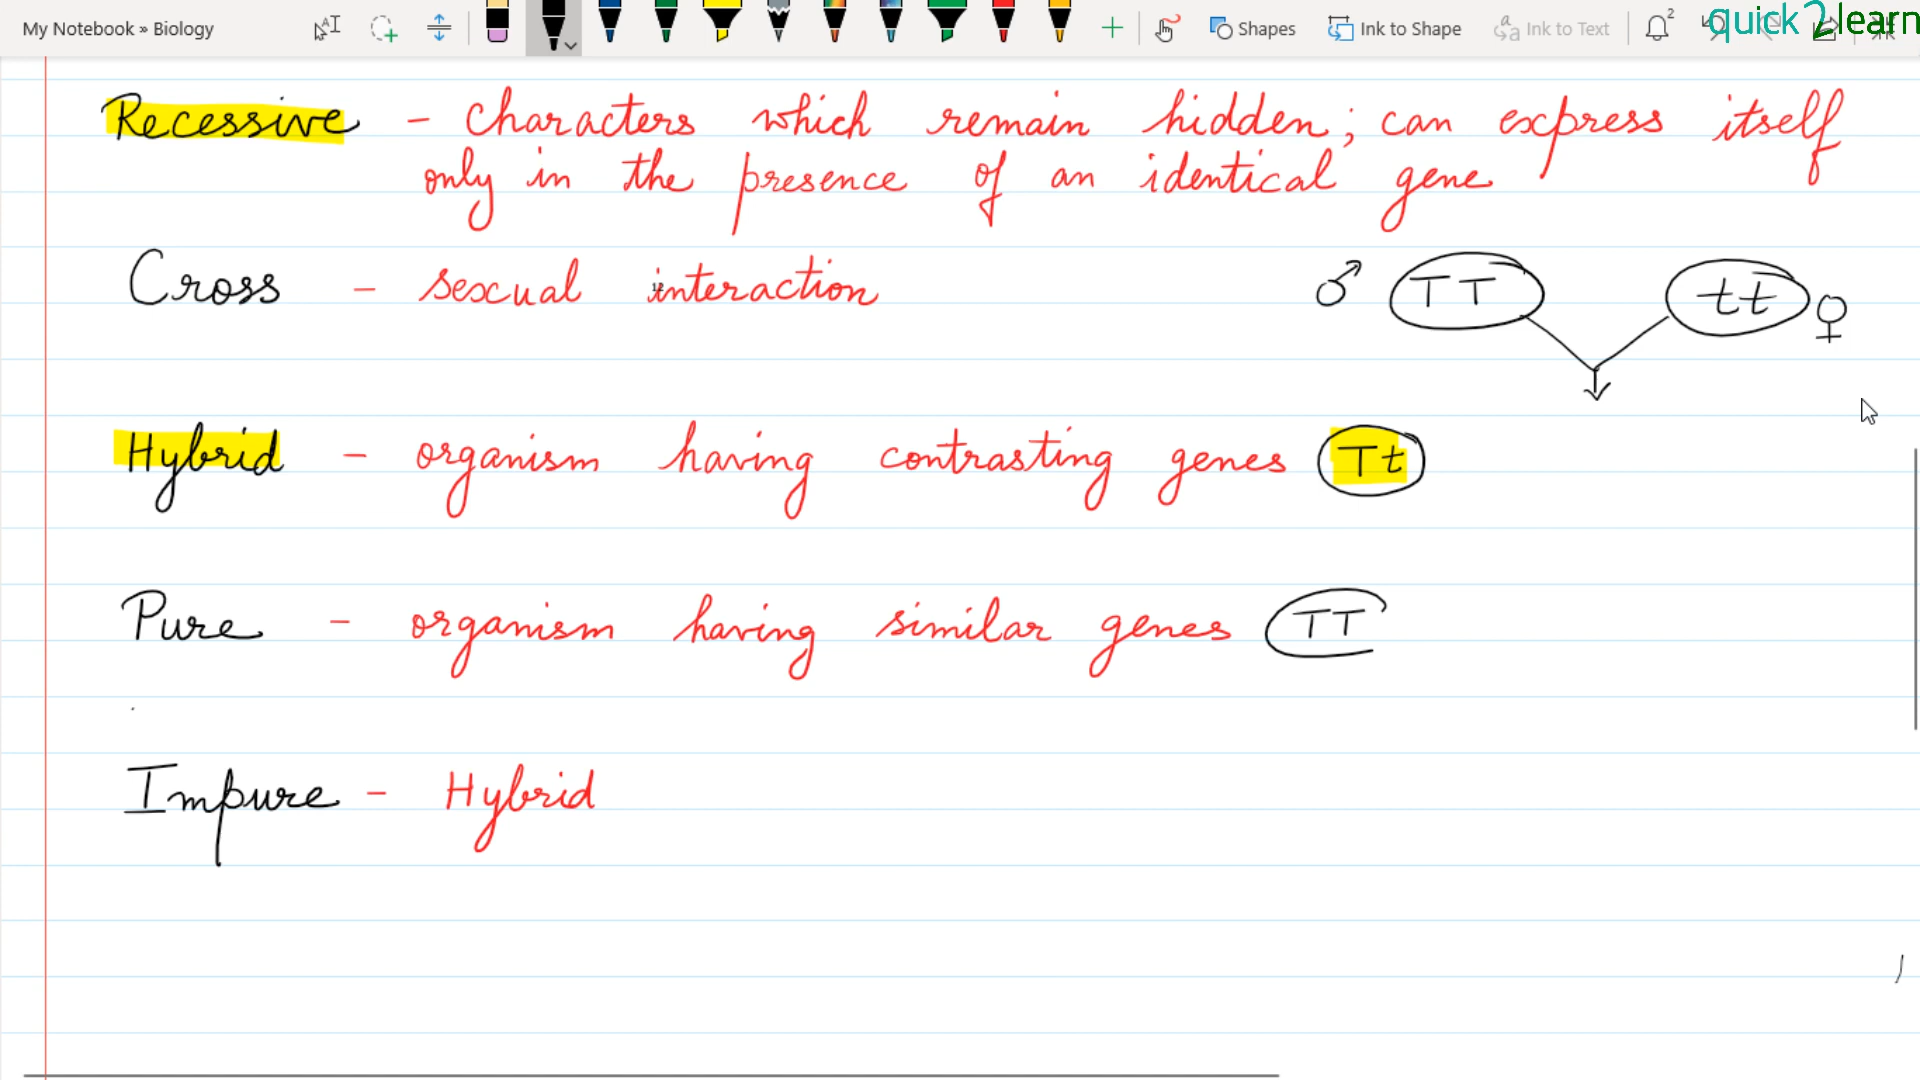 My Notebook » Biology
Shapes
Ink to Shape
Ink to Text
2
quick2learn
Recessive - characters which remain hidden; can express itself
only in the presence of an identical gene
Cross - sexual interaction ♂ TT tt ♀
Hybrid - organism having contrasting genes Tt
Pure - organism having similar genes TT
Impure - Hybrid